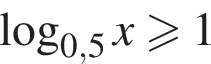 log₀,₅ x ⩾ 1